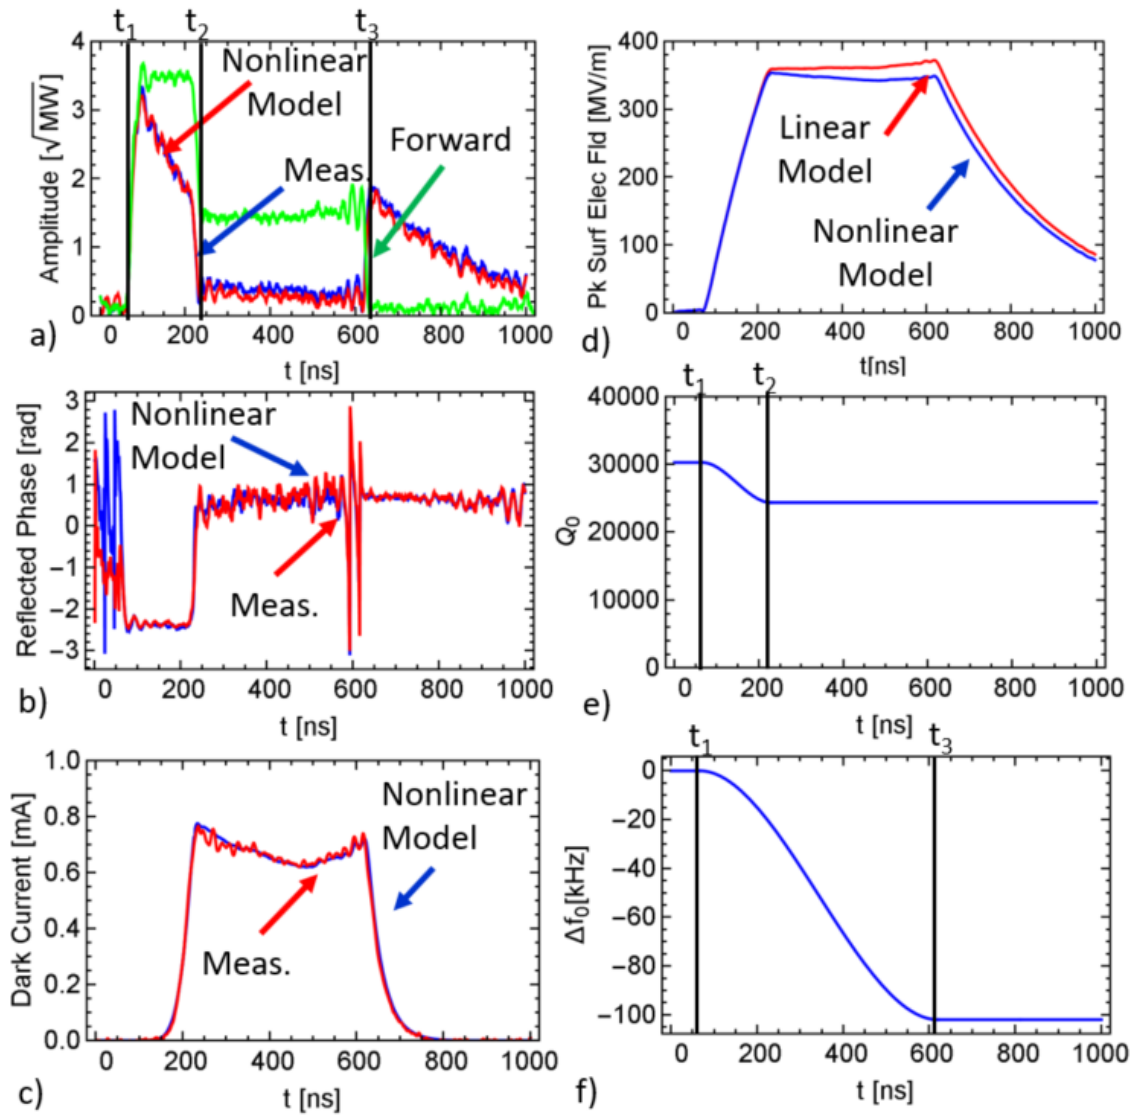 t1 t2 t3
4
3
2
1
0
Amplitude [√MW]
Nonlinear
Model
Meas.
Forward
0 200 400 600 800 1000
a)
t [ns]
3
2
1
0
−1
−2
−3
Reflected Phase [rad]
Nonlinear
Model
Meas.
0 200 400 600 800 1000
b)
t [ns]
1.0
0.8
0.6
0.4
0.2
0.0
Dark Current [mA]
Nonlinear
Model
Meas.
0 200 400 600 800 1000
c)
t [ns]
400
300
200
100
0
Pk Surf Elec Fld [MV/m]
Linear
Model
Nonlinear
Model
0 200 400 600 800 1000
d)
t[ns]
t1 t2
40000
30000
20000
10000
0
Q0
0 200 400 600 800 1000
e)
t [ns]
t1 t3
0
−20
−40
−60
−80
−100
Δf0[kHz]
0 200 400 600 800 1000
f)
t [ns]